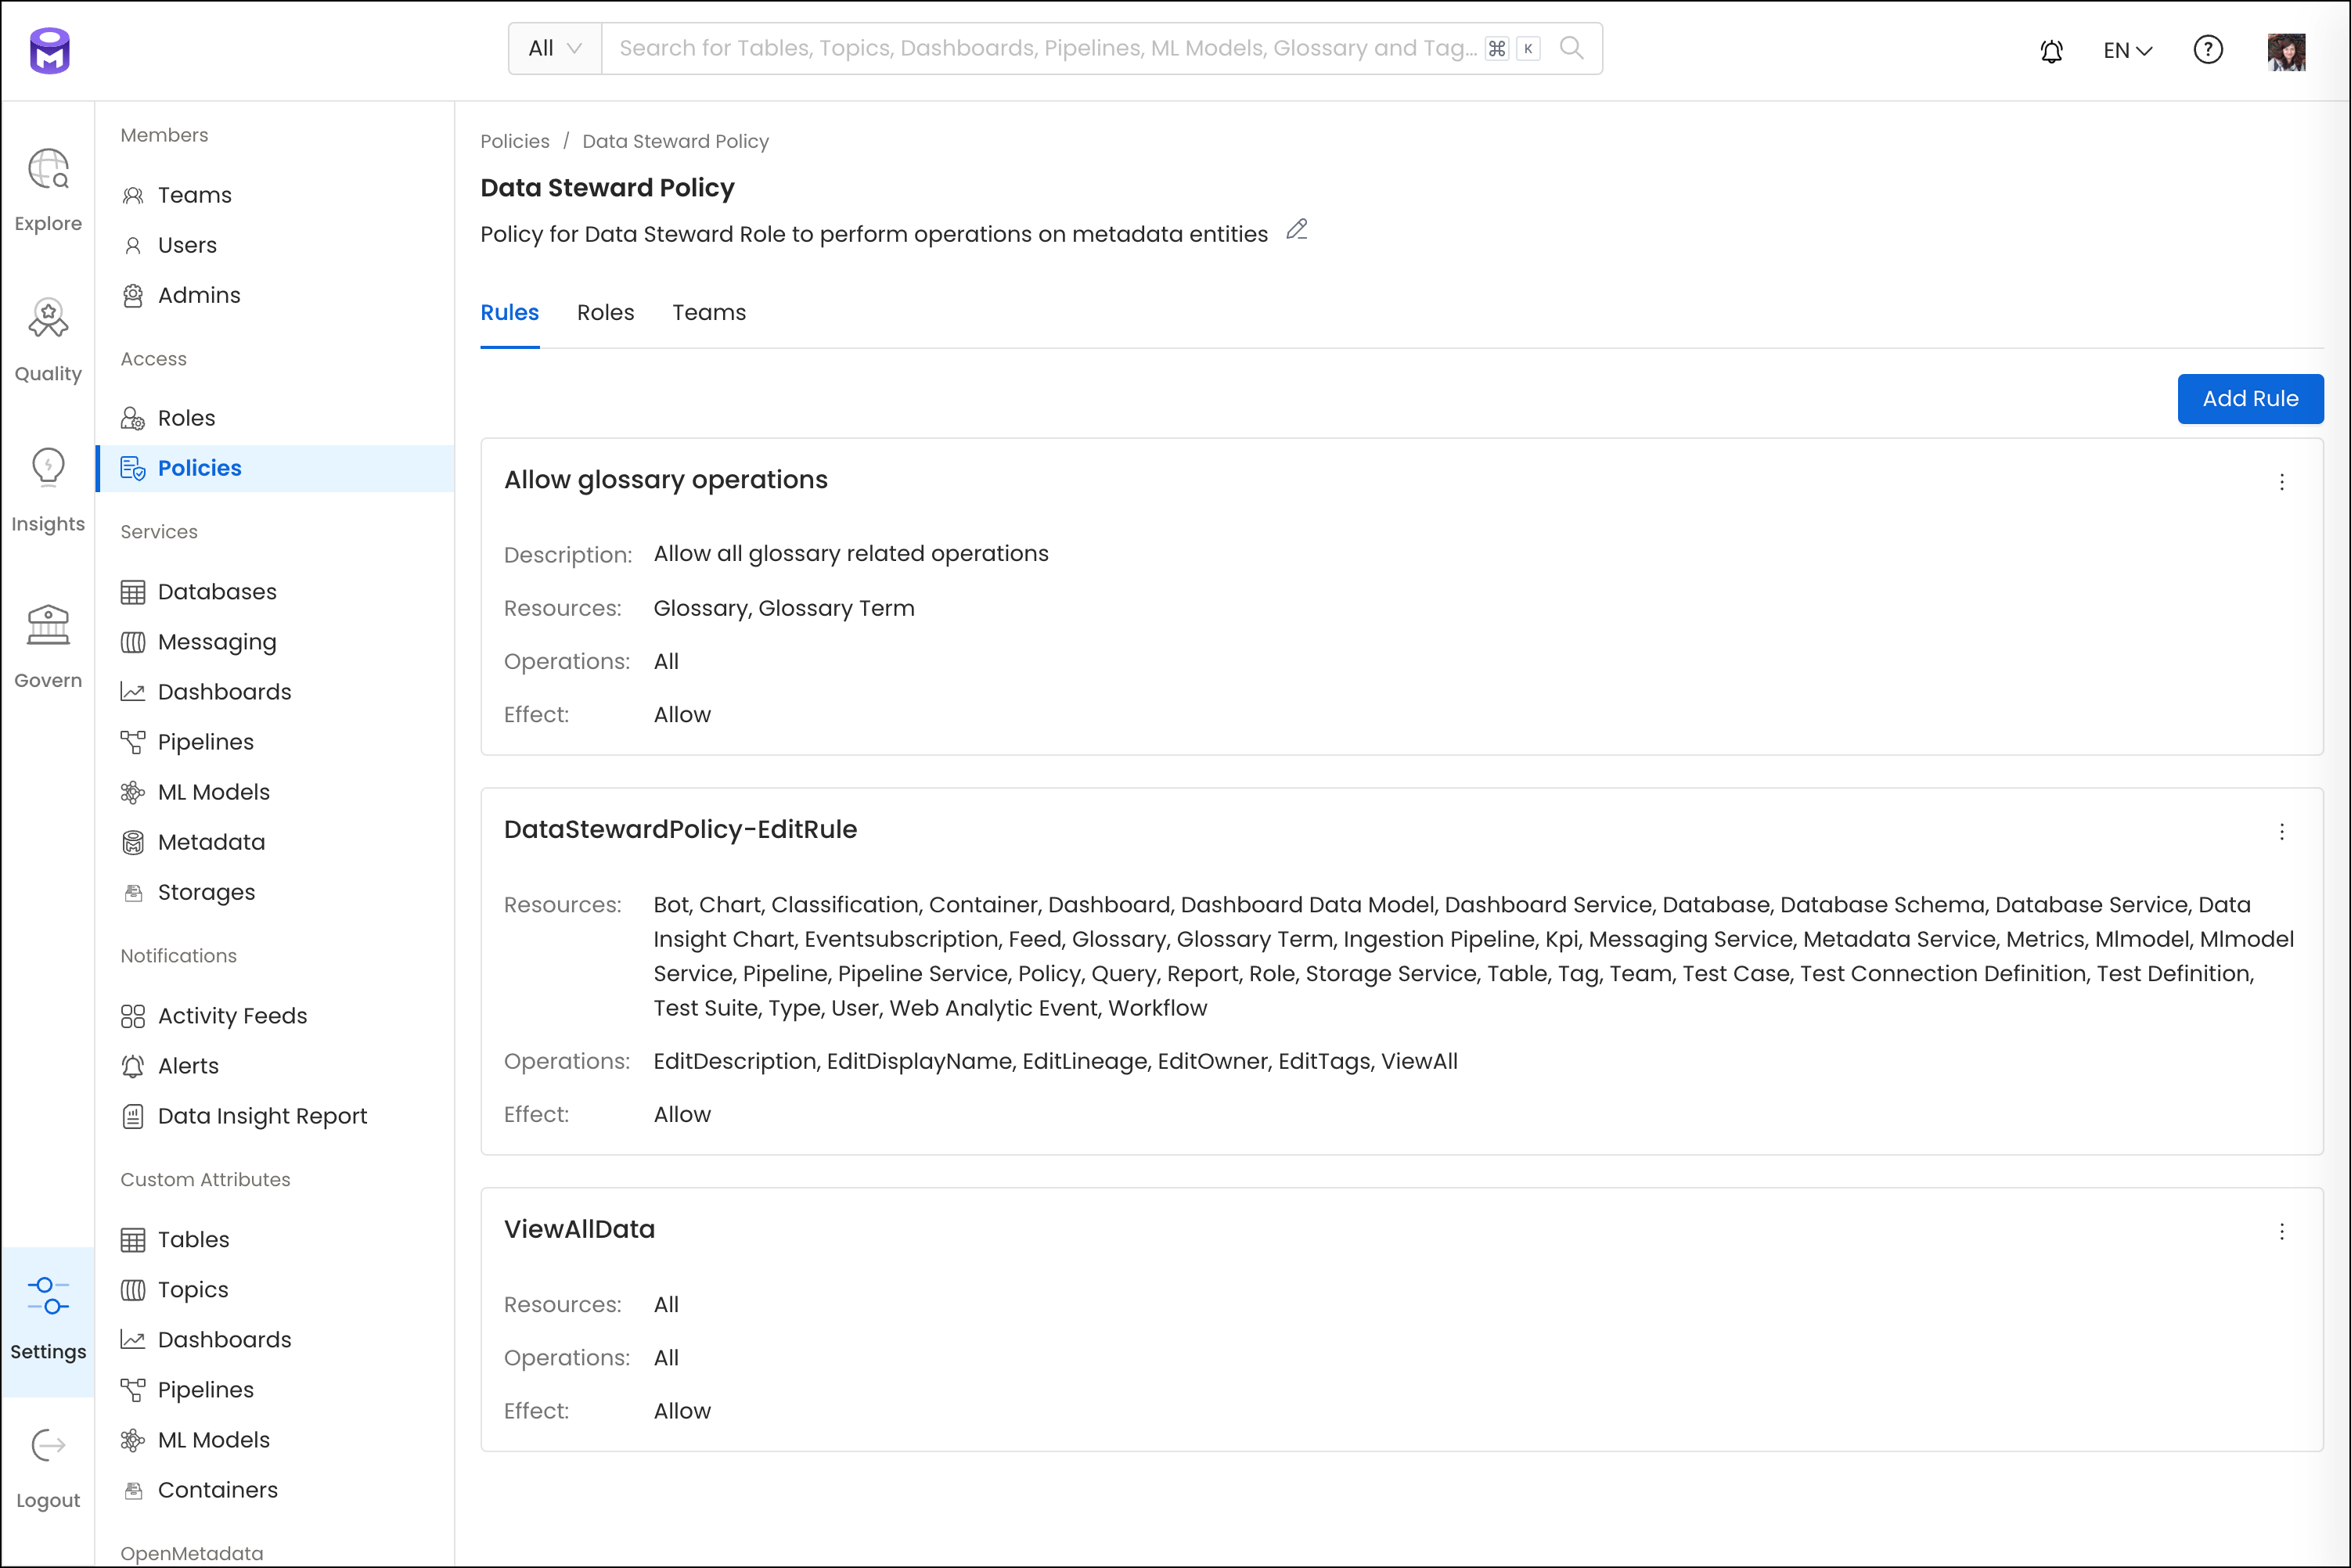 All
Search for Tables, Topics, Dashboards, Pipelines, ML Models, Glossary and Tag...
⌘ K
EN
?
Explore
Quality
Insights
Govern
Settings
Logout
Members
Teams
Users
Admins
Access
Roles
Policies
Services
Databases
Messaging
Dashboards
Pipelines
ML Models
Metadata
Storages
Notifications
Activity Feeds
Alerts
Data Insight Report
Custom Attributes
Tables
Topics
Dashboards
Pipelines
ML Models
Containers
OpenMetadata
Policies / Data Steward Policy
Data Steward Policy
Policy for Data Steward Role to perform operations on metadata entities
Rules Roles Teams
Add Rule
Allow glossary operations
Description: Allow all glossary related operations
Resources: Glossary, Glossary Term
Operations: All
Effect: Allow
DataStewardPolicy-EditRule
Resources: Bot, Chart, Classification, Container, Dashboard, Dashboard Data Model, Dashboard Service, Database, Database Schema, Database Service, Data
Insight Chart, Eventsubscription, Feed, Glossary, Glossary Term, Ingestion Pipeline, Kpi, Messaging Service, Metadata Service, Metrics, Mlmodel, Mlmodel
Service, Pipeline, Pipeline Service, Policy, Query, Report, Role, Storage Service, Table, Tag, Team, Test Case, Test Connection Definition, Test Definition,
Test Suite, Type, User, Web Analytic Event, Workflow
Operations: EditDescription, EditDisplayName, EditLineage, EditOwner, EditTags, ViewAll
Effect: Allow
ViewAllData
Resources: All
Operations: All
Effect: Allow